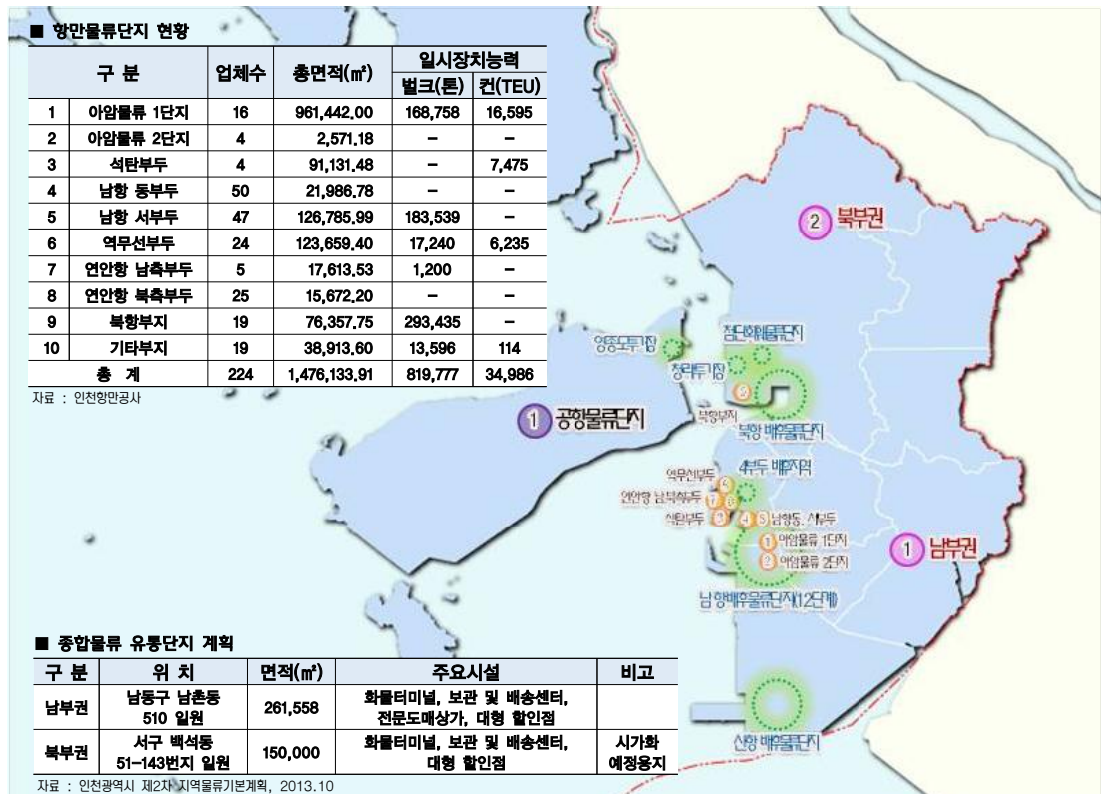 ■ 항만물류단지 현황
구 분 업체수 총면적(㎡) 일시장치능력
벌크(톤) 컨(TEU)
1 아암물류 1단지 16 961,442.00 168,758 16,595
2 아암물류 2단지 4 2,571.18 - -
3 석탄부두 4 91,131.48 - 7,475
4 남항 동부두 50 21,986.78 - -
5 남항 서부두 47 126,785.99 183,539 -
6 역무선부두 24 123,659.40 17,240 6,235
7 연안항 남측부두 5 17,613.53 1,200 -
8 연안항 북측부두 25 15,672.20 - -
9 북항부지 19 76,357.75 293,435 -
10 기타부지 19 38,913.60 13,596 114
총 계 224 1,476,133.91 819,777 34,986
자료 : 인천항만공사
② 북부권
영종도투기장
청라투기장
북항부지
북항 배후물류단지
① 공항물류단지
4부두 배후지역
역무선부두 6
연안항 남북측부두 7 8
석탄부두 3
4 5 남항동, 서부두
① 아암물류 1단지
② 아암물류 2단지
① 남부권
남항배후물류단지(1,2단계)
신항 배후물류단지
■ 종합물류 유통단지 계획
구 분 위 치 면적(㎡) 주요시설 비고
남부권 남동구 남촌동 510 일원 261,558 화물터미널, 보관 및 배송센터, 전문도매상가, 대형 할인점
북부권 서구 백석동 51-143번지 일원 150,000 화물터미널, 보관 및 배송센터, 대형 할인점 시가화 예정용지
자료 : 인천광역시 제2차 지역물류기본계획, 2013.10